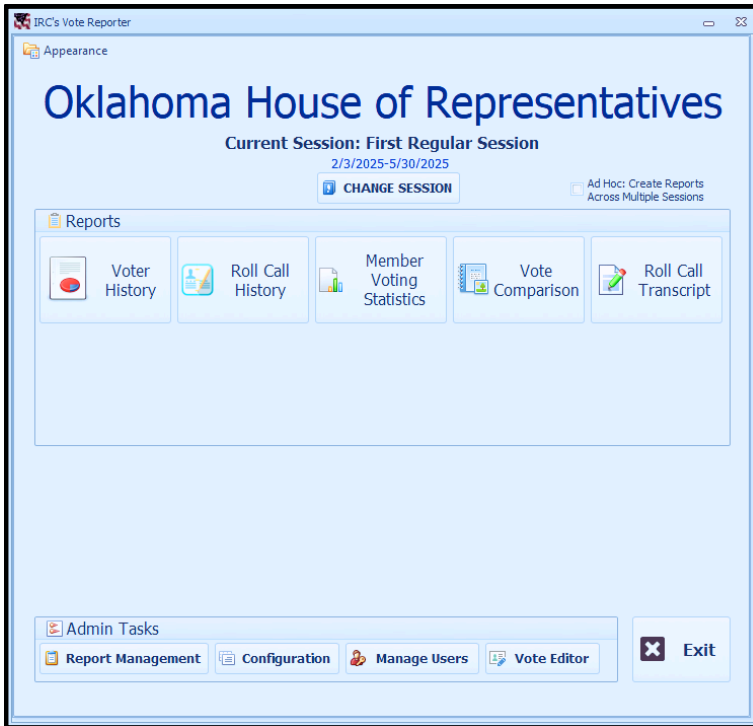 IRC's Vote Reporter
Appearance
Oklahoma House of Representatives
Current Session: First Regular Session
2/3/2025-5/30/2025
CHANGE SESSION
Ad Hoc: Create Reports
Across Multiple Sessions
Reports
Voter
History
Roll Call
History
Member
Voting
Statistics
Vote
Comparison
Roll Call
Transcript
Admin Tasks
Report Management
Configuration
Manage Users
Vote Editor
Exit